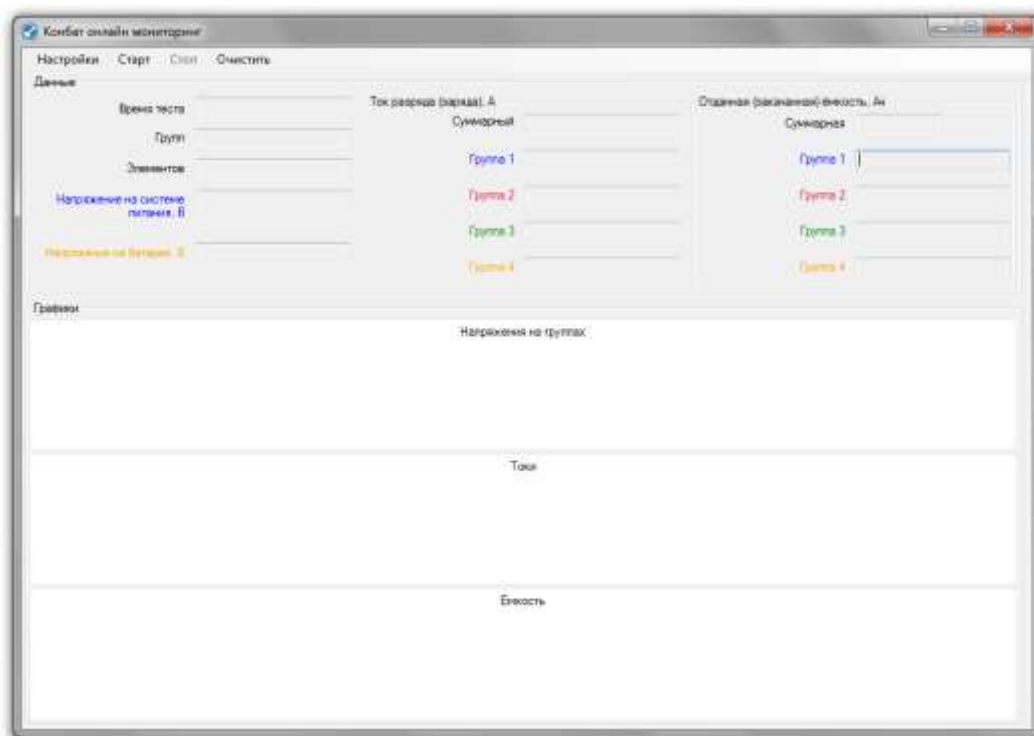 Конбат онлайн мониторинг
Настройки Старт Стоп Очистить
Данные
Время теста
Групп
Элементов
Напряжение на системе
питания, В
Напряжение на батарее, В
Ток разряда (заряда), А
Суммарный
Группа 1
Группа 2
Группа 3
Группа 4
Отданная (закачанная) ёмкость, Ач
Суммарная
Группа 1
Группа 2
Группа 3
Группа 4
Графики
Напряжения на группах
Токи
Емкость